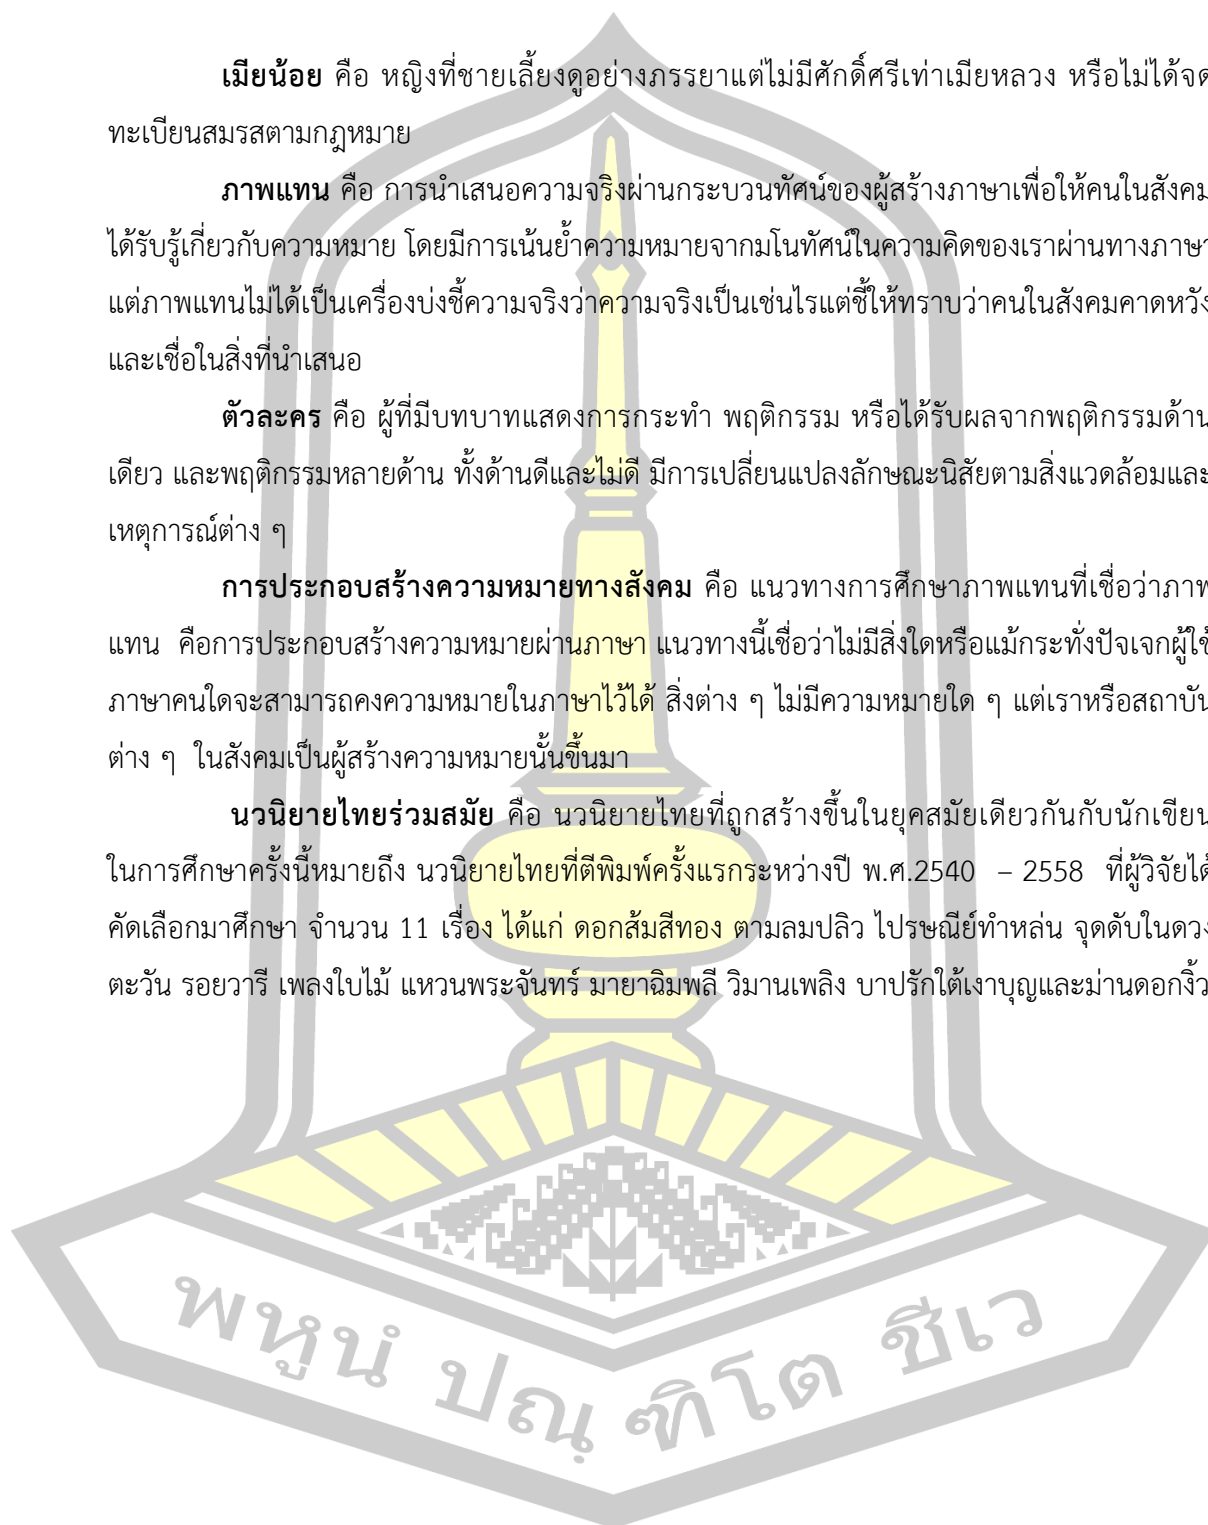 เมียน้อย คือ หญิงที่ชายเลี้ยงดูอย่างภรรยาแต่ไม่มีศักดิ์ศรีเท่าเมียหลวง หรือไม่ได้จด
ทะเบียนสมรสตามกฎหมาย
ภาพแทน คือ การนำเสนอความจริงผ่านกระบวนทัศน์ของผู้สร้างภาษาเพื่อให้คนในสังคม
ได้รับรู้เกี่ยวกับความหมาย โดยมีการเน้นย้ำความหมายจากมโนทัศน์ในความคิดของเราผ่านทางภาษา
แต่ภาพแทนไม่ได้เป็นเครื่องบ่งชี้ความจริงว่าความจริงเป็นเช่นไรแต่ชี้ให้ทราบว่าคนในสังคมคาดหวัง
และเชื่อในสิ่งที่นำเสนอ
ตัวละคร คือ ผู้ที่มีบทบาทแสดงการกระทำ พฤติกรรม หรือได้รับผลจากพฤติกรรมด้าน
เดียว และพฤติกรรมหลายด้าน ทั้งด้านดีและไม่ดี มีการเปลี่ยนแปลงลักษณะนิสัยตามสิ่งแวดล้อมและ
เหตุการณ์ต่าง ๆ
การประกอบสร้างความหมายทางสังคม คือ แนวทางการศึกษาภาพแทนที่เชื่อว่าภาพ
แทน คือการประกอบสร้างความหมายผ่านภาษา แนวทางนี้เชื่อว่าไม่มีสิ่งใดหรือแม้กระทั่งปัจเจกผู้ใช้
ภาษาคนใดจะสามารถคงความหมายในภาษาไว้ได้ สิ่งต่าง ๆ ไม่มีความหมายใด ๆ แต่เราหรือสถาบัน
ต่าง ๆ ในสังคมเป็นผู้สร้างความหมายนั้นขึ้นมา
นวนิยายไทยร่วมสมัย คือ นวนิยายไทยที่ถูกสร้างขึ้นในยุคสมัยเดียวกันกับนักเขียน
ในการศึกษาครั้งนี้หมายถึง นวนิยายไทยที่ตีพิมพ์ครั้งแรกระหว่างปี พ.ศ.2540 – 2558 ที่ผู้วิจัยได้
คัดเลือกมาศึกษา จำนวน 11 เรื่อง ได้แก่ ดอกส้มสีทอง ตามลมปลิว ไปรษณีย์ทำหล่น จุดดับในดวง
ตะวัน รอยวารี เพลงใบไม้ แหวนพระจันทร์ มายาฉิมพลี วิมานเพลิง บาปรักใต้เงาบุญและม่านดอกงิ้ว
พหูนํ ปณฺฑิโต ชีเว